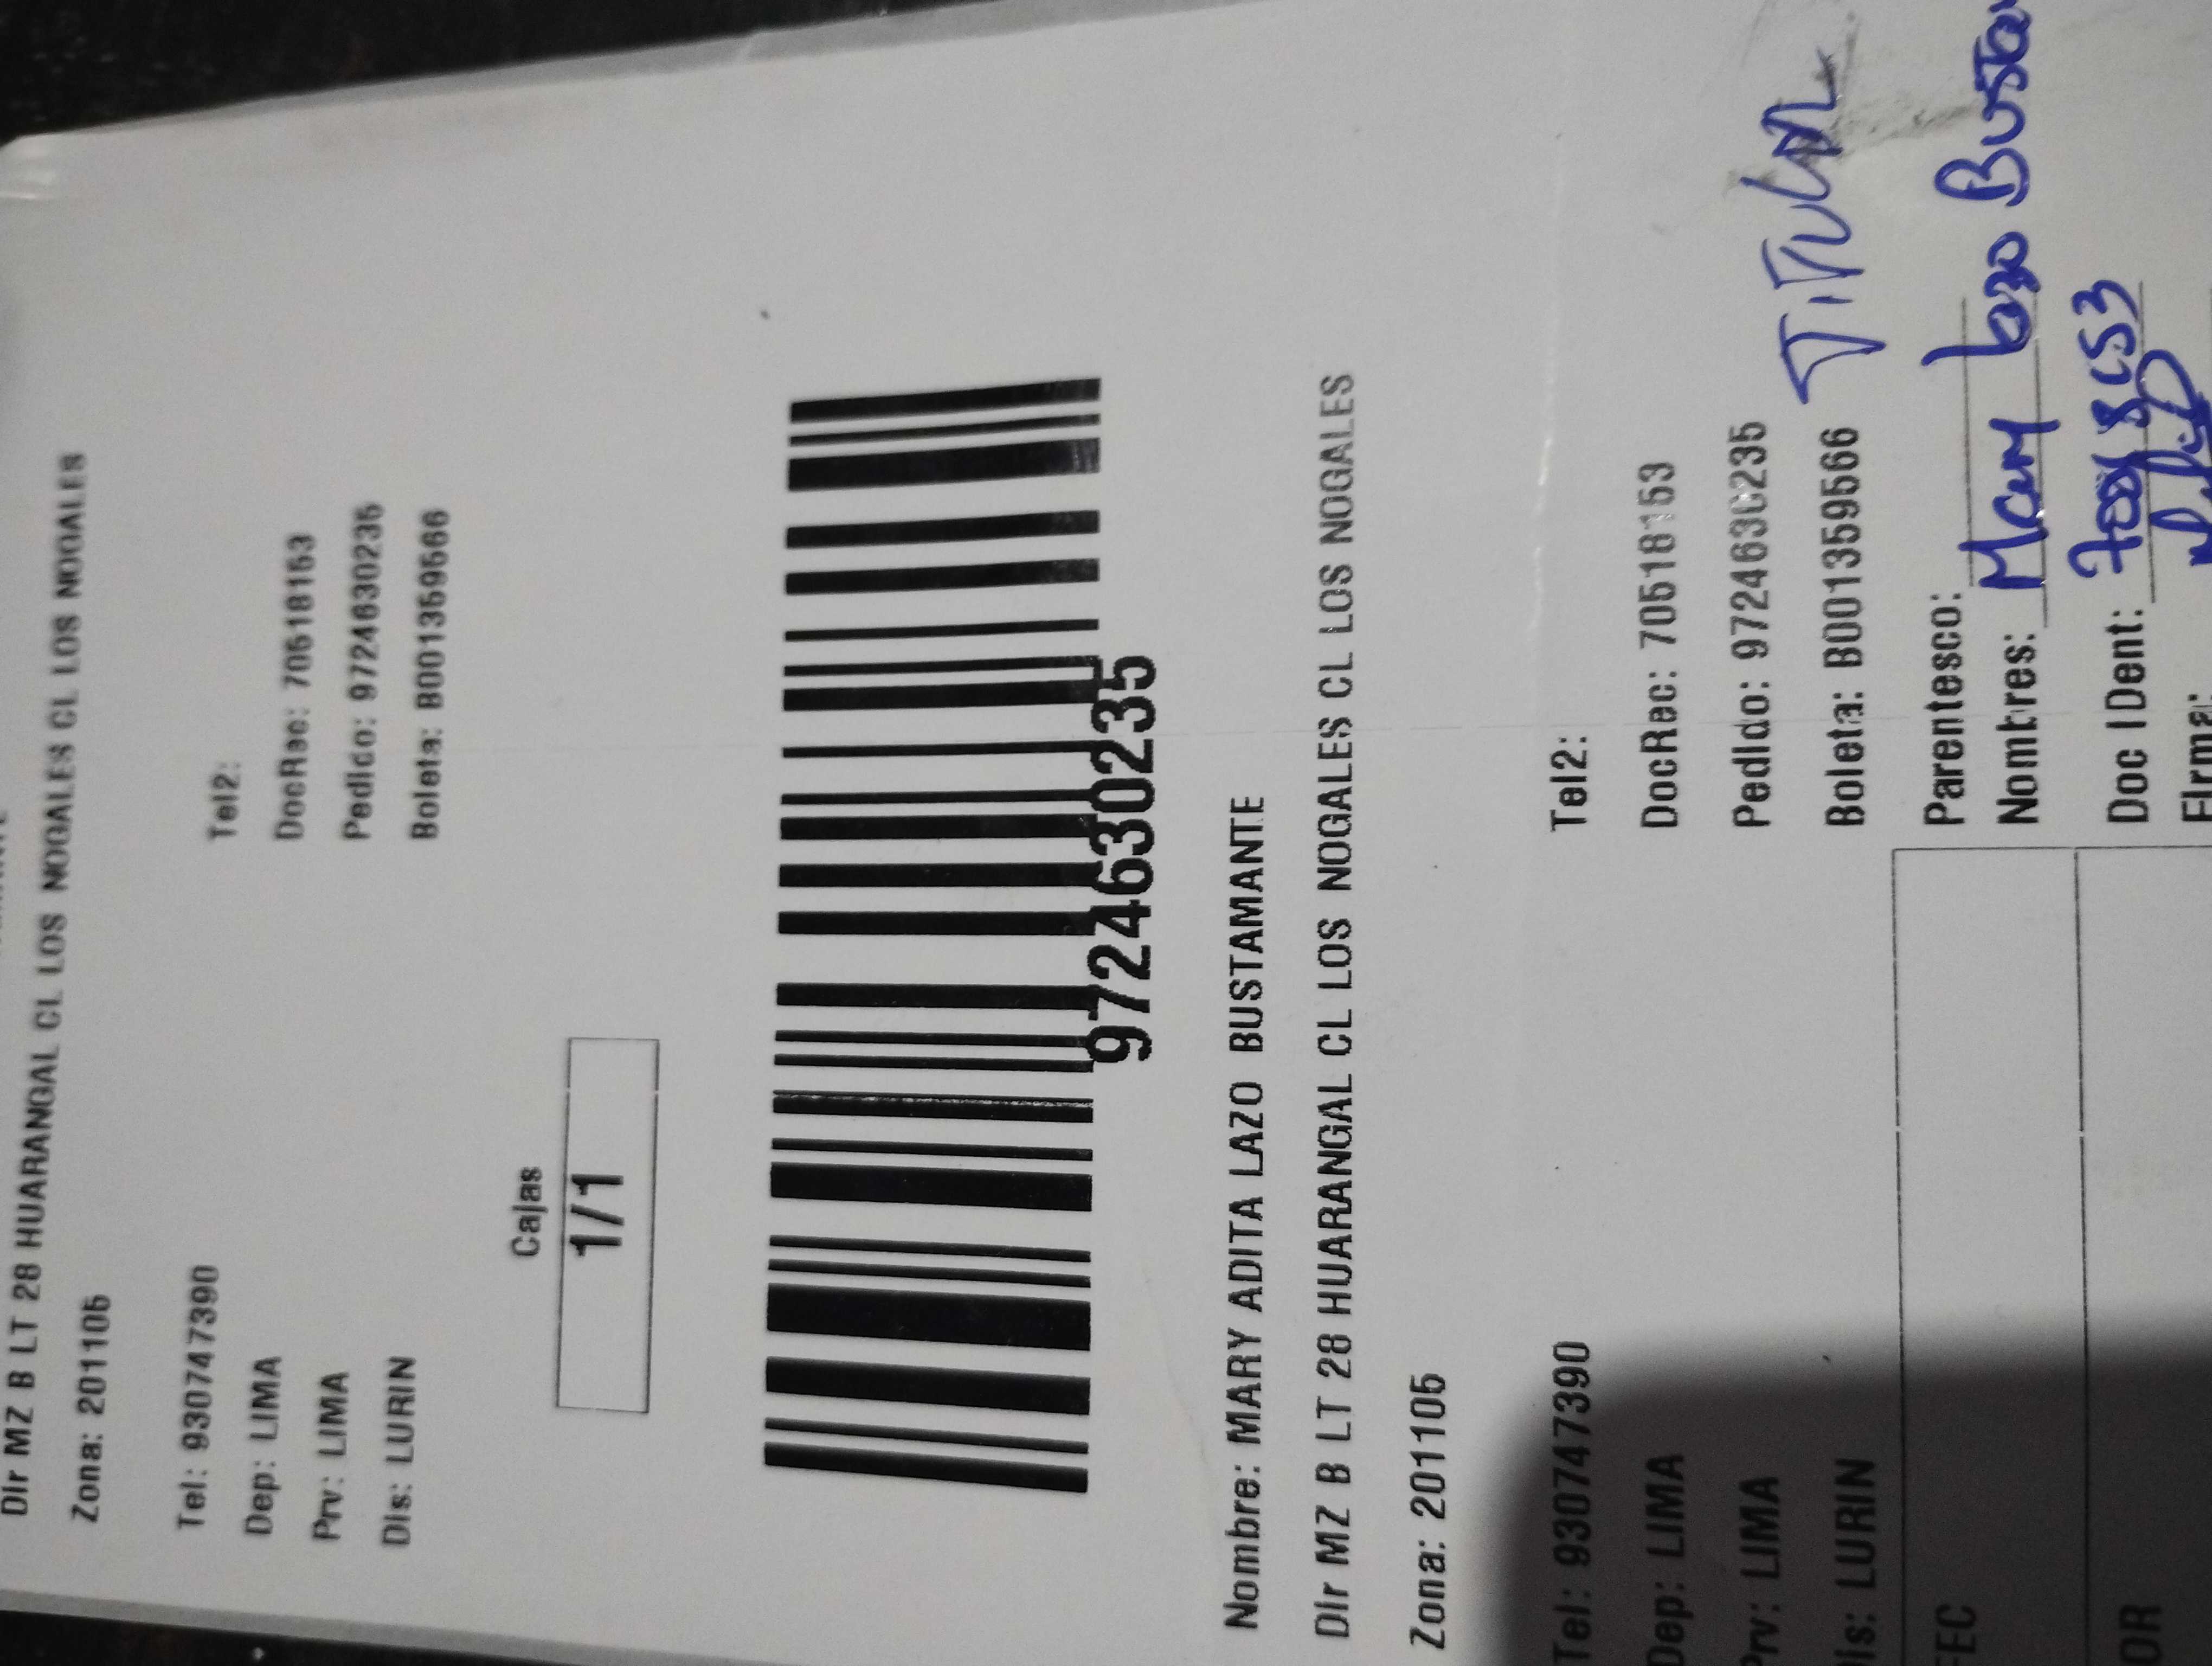 Dir MZ B LT 28 HUARANGAL CL LOS NOGALES CL LOS NOGALES
Zona: 201105
Tel: 930747390 Tel2:
Dep: LIMA DocRec: 70518153
Prv: LIMA Pedido: 9724630235
Dis: LURIN Boleta: B001359566
Cajas
1/1
9724630235
Nombre: MARY ADITA LAZO BUSTAMANTE
Dir MZ B LT 28 HUARANGAL CL LOS NOGALES CL LOS NOGALES
Zona: 201105
Tel: 930747390 Tel2:
Dep: LIMA DocRec: 70518153
Prv: LIMA Pedido: 9724630235
Dis: LURIN Boleta: B001359566
TITULAR
FEC Parentesco:
Nombres: Mary Lazo
OR Doc IDent:
Firma: